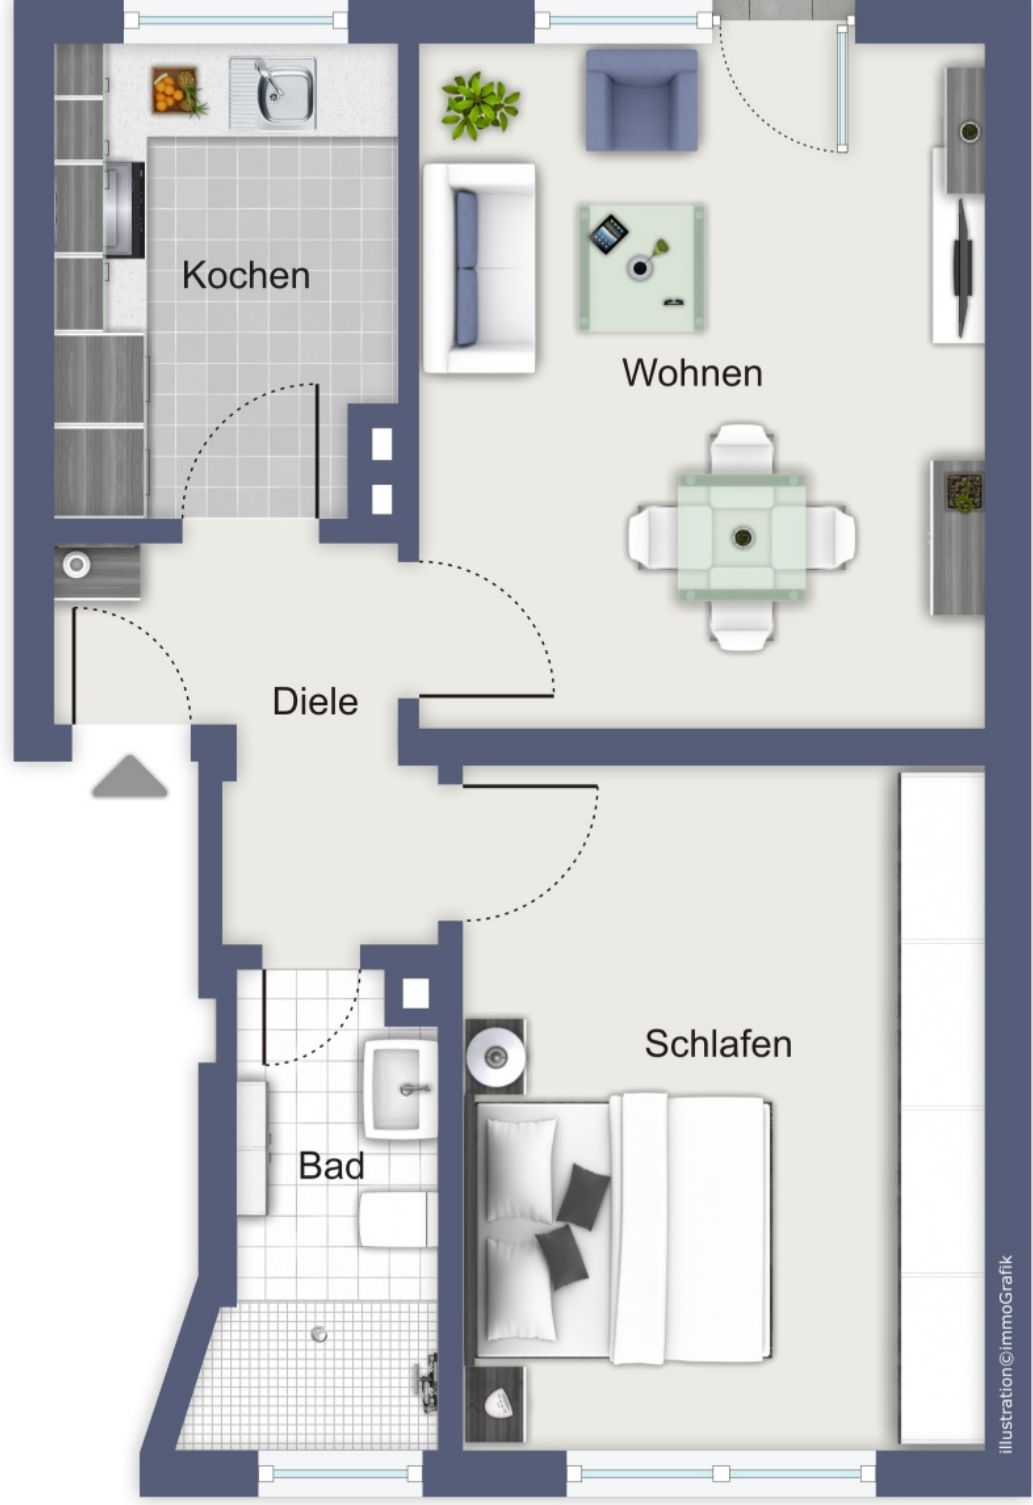 Kochen
Wohnen
Diele
Schlafen
Bad
illustration©immoGrafik